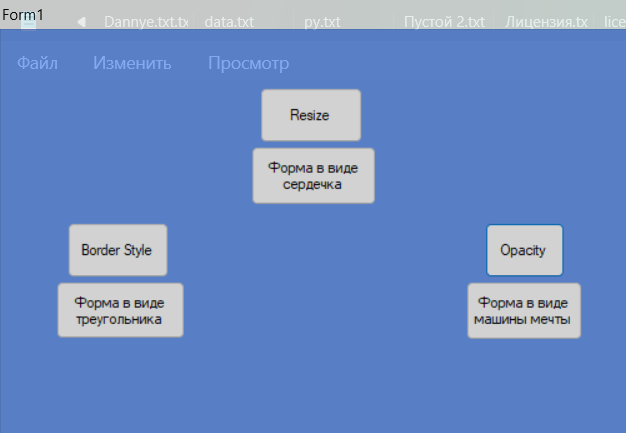 Form1
Dannye.txt.tx data.txt py.txt Пустой 2.txt Лицензия.tx lice
Файл Изменить Просмотр
Resize
Форма в виде
сердечка
Border Style
Opacity
Форма в виде
треугольника
Форма в виде
машины мечты